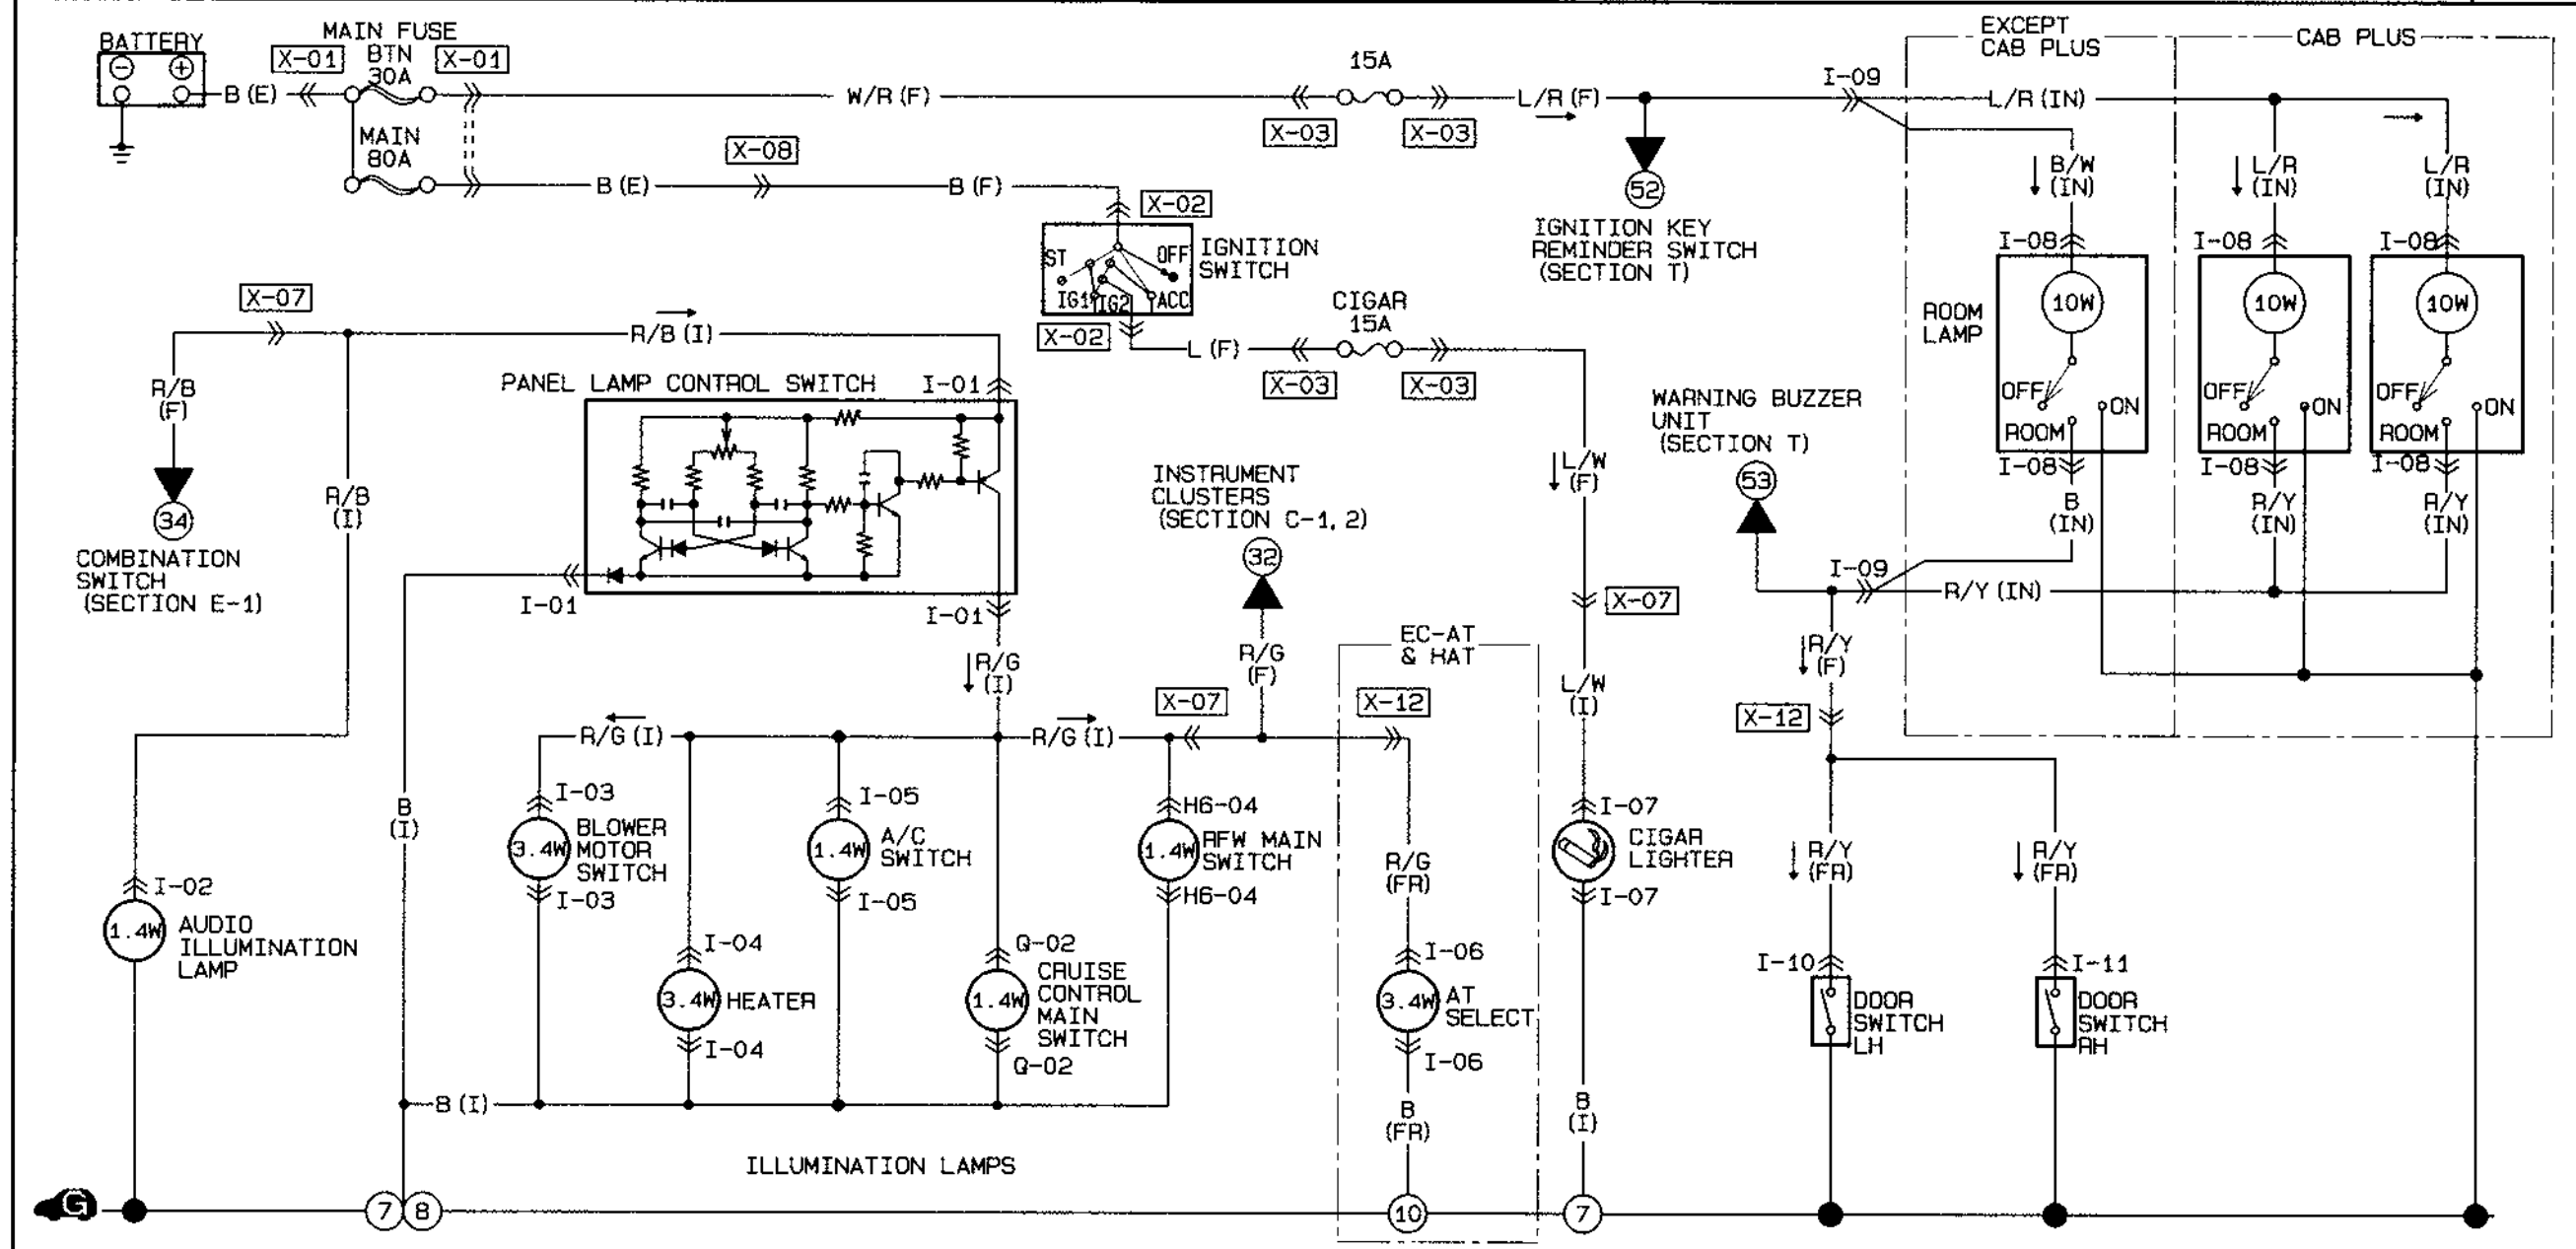 BATTERY
MAIN FUSE
BTN
30A
X-01
X-01
B (E)
W/R (F)
15A
X-03
X-03
L/R (F)
I-09
EXCEPT
CAB PLUS
CAB PLUS
L/R (IN)
MAIN
80A
B (E)
X-08
B (F)
X-02
IGNITION
SWITCH
ST
OFF
IG1
IG2
ACC
X-02
52
IGNITION KEY
REMINDER SWITCH
(SECTION T)
B/W
(IN)
L/R
(IN)
L/R
(IN)
I-08
I-08
I-08
ROOM
LAMP
10W
10W
10W
OFF
ON
ROOM
OFF
ON
ROOM
OFF
ON
ROOM
I-08
I-08
I-08
B
(IN)
R/Y
(IN)
R/Y
(IN)
X-07
R/B (I)
R/B
(F)
34
COMBINATION
SWITCH
(SECTION E-1)
R/B
(I)
PANEL LAMP CONTROL SWITCH
I-01
I-01
I-01
L (F)
CIGAR
15A
X-03
X-03
L/W
(F)
X-07
L/W
(I)
WARNING BUZZER
UNIT
(SECTION T)
53
I-09
R/Y (IN)
R/Y
(F)
X-12
INSTRUMENT
CLUSTERS
(SECTION C-1, 2)
32
R/G
(F)
EC-AT
& HAT
R/G
(I)
X-07
X-12
R/G (I)
R/G (I)
B
(I)
I-03
BLOWER
MOTOR
SWITCH
3.4W
I-03
I-05
A/C
SWITCH
1.4W
I-05
H6-04
RFW MAIN
SWITCH
1.4W
H6-04
R/G
(FR)
I-07
CIGAR
LIGHTER
I-07
R/Y
(FR)
R/Y
(FR)
I-02
1.4W
AUDIO
ILLUMINATION
LAMP
I-04
3.4W
HEATER
I-04
Q-02
1.4W
CRUISE
CONTROL
MAIN
SWITCH
Q-02
I-06
3.4W
AT
SELECT
I-06
I-10
DOOR
SWITCH
LH
I-11
DOOR
SWITCH
RH
B (I)
B
(FR)
B
(I)
ILLUMINATION LAMPS
G
7
8
10
7